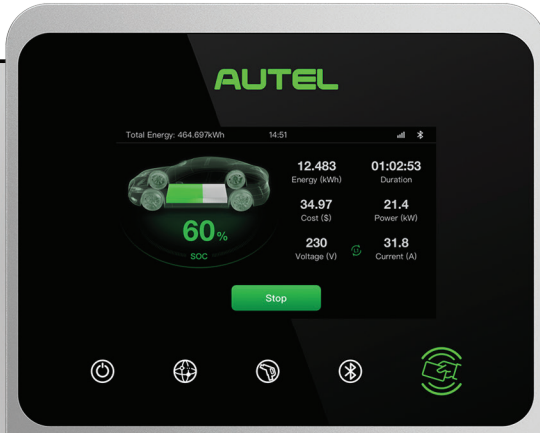 AUTEL
Total Energy: 464.697kWh 14:51
12.483 01:02:53
Energy (kWh) Duration
34.97 21.4
Cost ($) Power (kW)
60%
SOC
230 31.8
Voltage (V) Current (A)
Stop